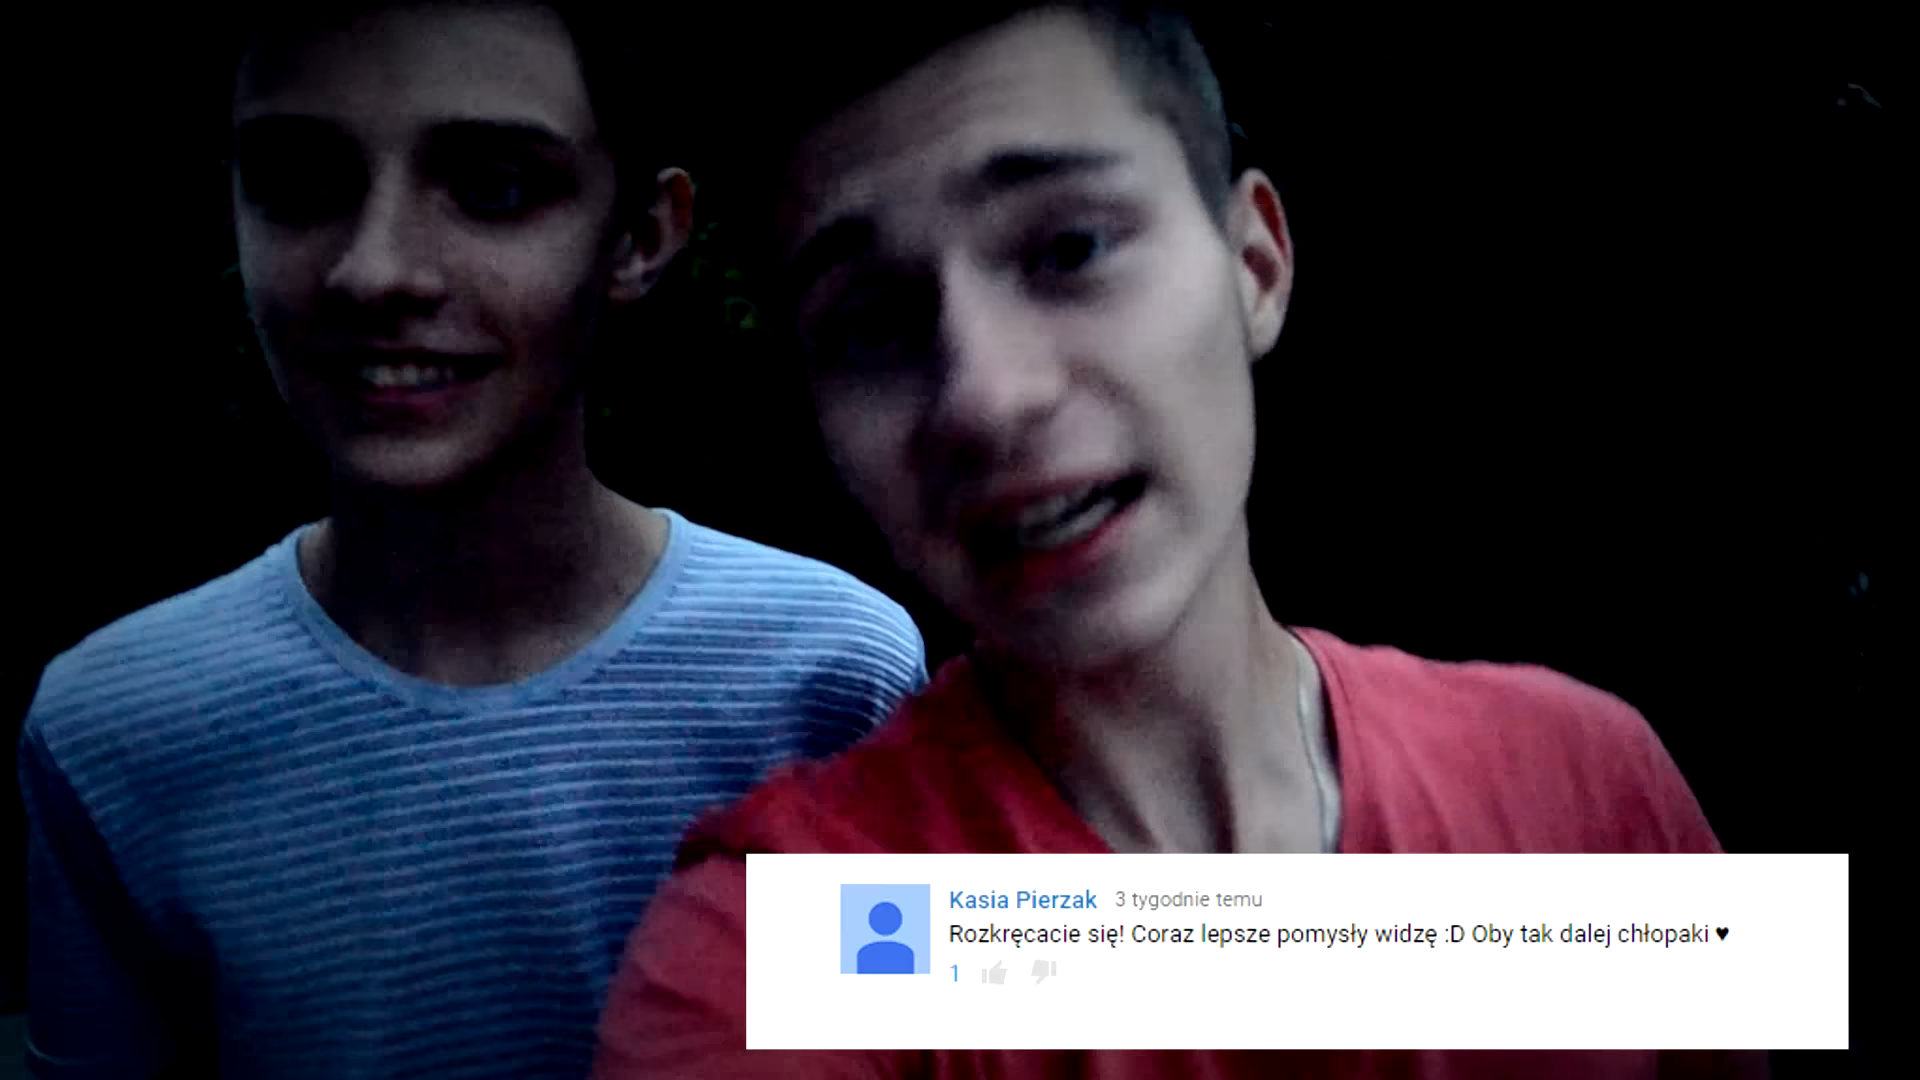 Kasia Pierzak 3 tygodnie temu
Rozkręcacie się! Coraz lepsze pomysły widzę :D Oby tak dalej chłopaki ♥
1